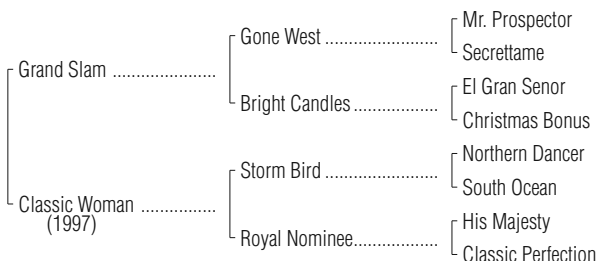 Mr. Prospector
Gone West
Secrettame
Grand Slam
El Gran Senor
Bright Candles
Christmas Bonus
Northern Dancer
Storm Bird
South Ocean
Classic Woman
(1997)
His Majesty
Royal Nominee
Classic Perfection